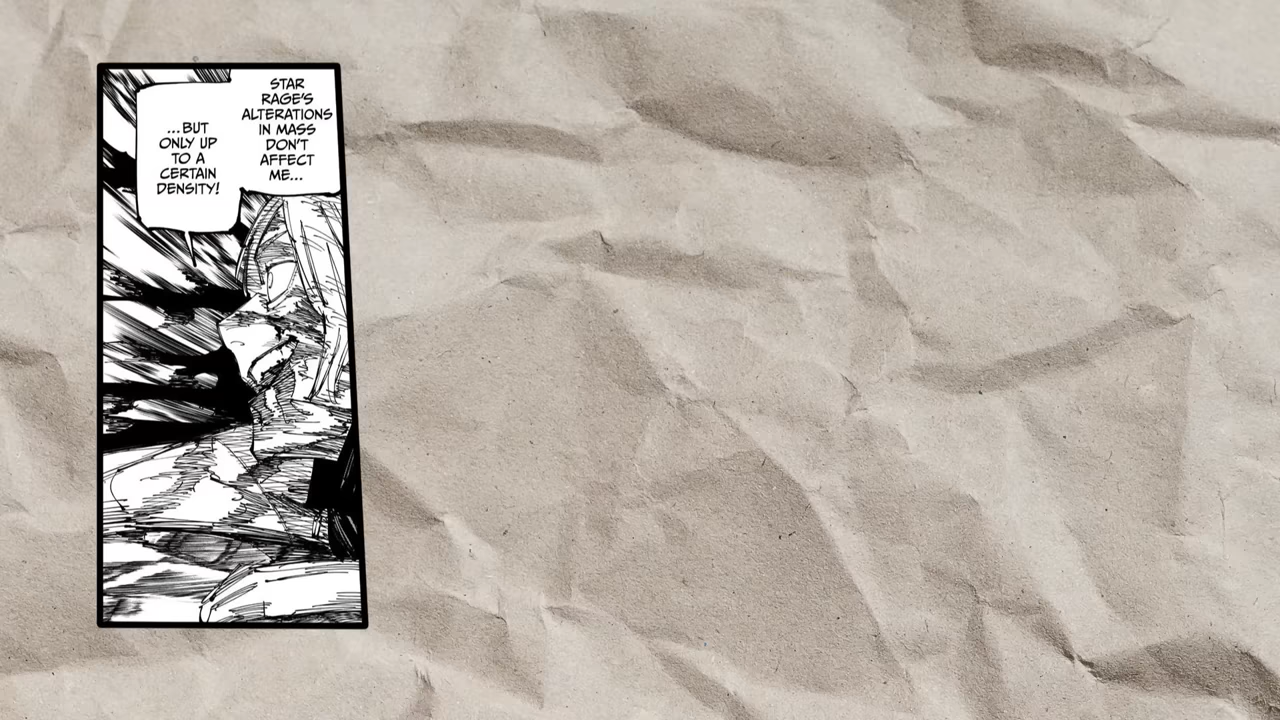 STAR
RAGE'S
ALTERATIONS
IN MASS
DON'T
AFFECT
ME...
...BUT
ONLY UP
TO A
CERTAIN
DENSITY!